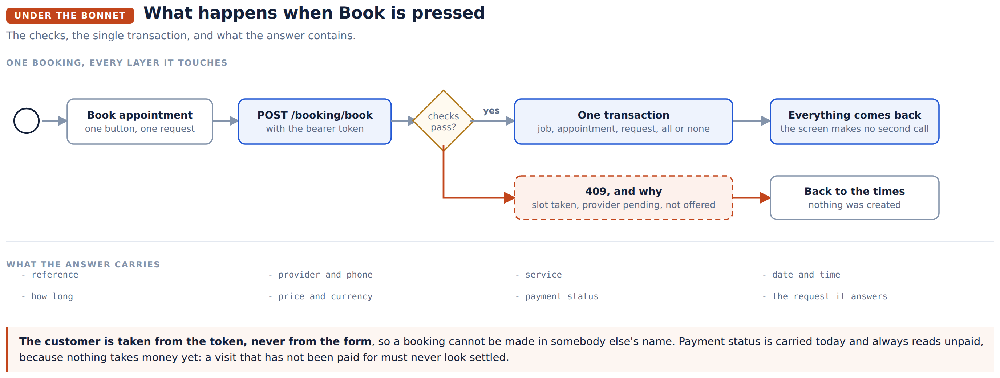 UNDER THE BONNET What happens when Book is pressed
The checks, the single transaction, and what the answer contains.
ONE BOOKING, EVERY LAYER IT TOUCHES
Book appointment
one button, one request
POST /booking/book
with the bearer token
checks
pass?
yes
One transaction
job, appointment, request, all or none
Everything comes back
the screen makes no second call
409, and why
slot taken, provider pending, not offered
Back to the times
nothing was created
WHAT THE ANSWER CARRIES
- reference
- provider and phone
- service
- date and time
- how long
- price and currency
- payment status
- the request it answers
The customer is taken from the token, never from the form, so a booking cannot be made in somebody else's name. Payment status is carried today and always reads unpaid,
because nothing takes money yet: a visit that has not been paid for must never look settled.